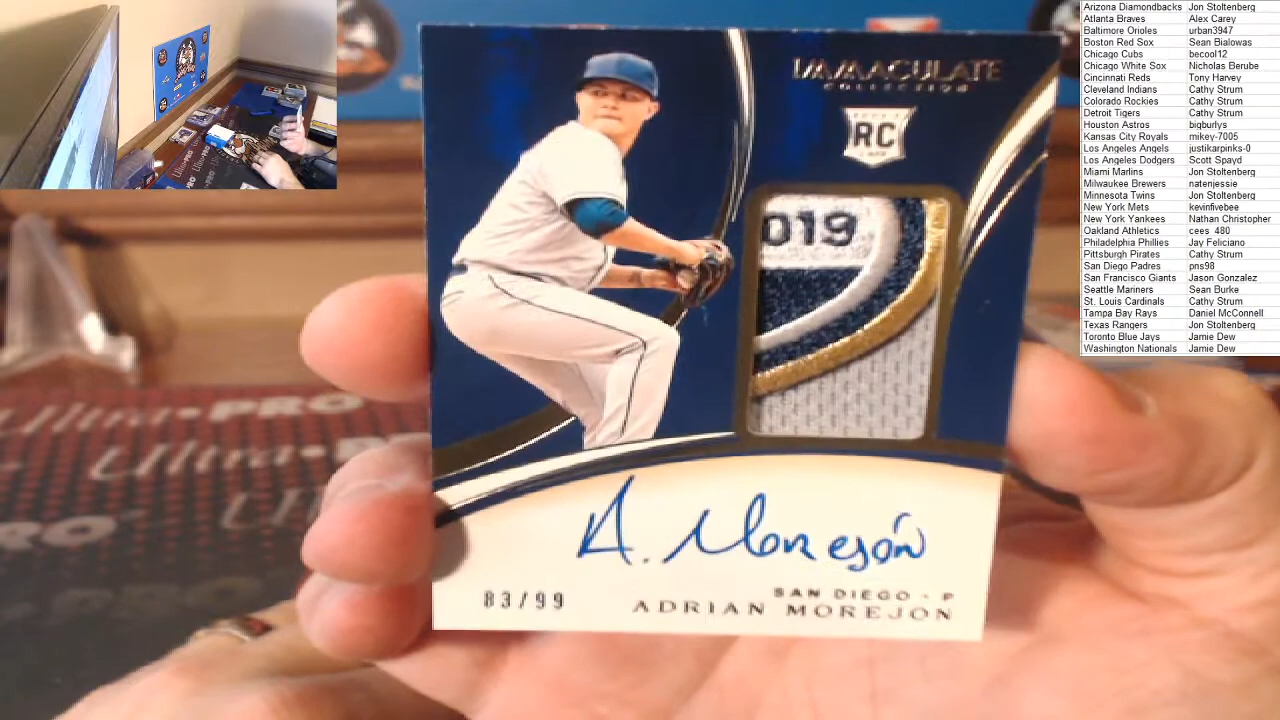 IMMACULATE
COLLECTION
RC
019
A. Morejón
83/99
SAN DIEGO - P
ADRIAN MOREJON
Arizona Diamondbacks Jon Stoltenberg
Atlanta Braves Alex Carey
Baltimore Orioles urban3947
Boston Red Sox Sean Bialowas
Chicago Cubs becool12
Chicago White Sox Nicholas Berube
Cincinnati Reds Tony Harvey
Cleveland Indians Cathy Strum
Colorado Rockies Cathy Strum
Detroit Tigers Cathy Strum
Houston Astros bigburlys
Kansas City Royals mikey-7005
Los Angeles Angels justikarpinks-0
Los Angeles Dodgers Scott Spayd
Miami Marlins Jon Stoltenberg
Milwaukee Brewers natenjessie
Minnesota Twins Jon Stoltenberg
New York Mets kevinfivebee
New York Yankees Nathan Christopher
Oakland Athletics cees_480
Philadelphia Phillies Jay Feliciano
Pittsburgh Pirates Cathy Strum
San Diego Padres pns98
San Francisco Giants Jason Gonzalez
Seattle Mariners Sean Burke
St. Louis Cardinals Cathy Strum
Tampa Bay Rays Daniel McConnell
Texas Rangers Jon Stoltenberg
Toronto Blue Jays Jamie Dew
Washington Nationals Jamie Dew
Ultra·PRO
Ultra·
PRO